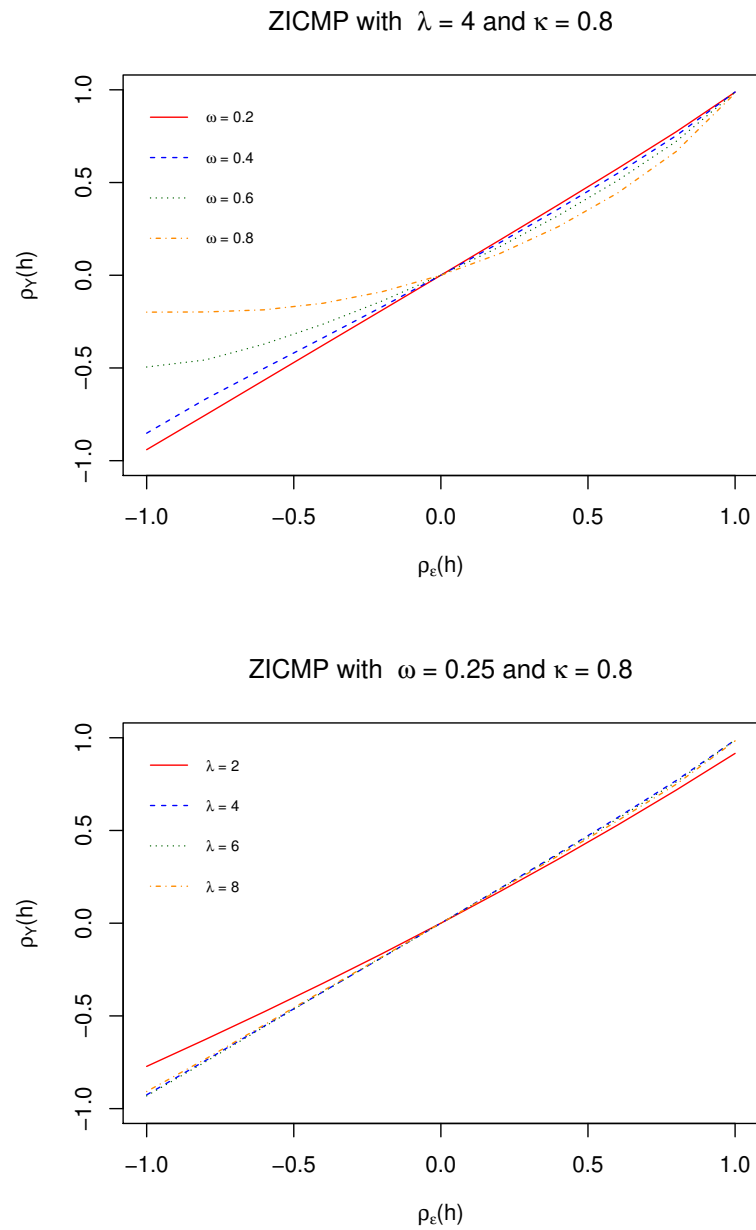 ZICMP with λ = 4 and κ = 0.8
ρY(h)
1.0
0.5
0.0
−0.5
−1.0
ω = 0.2
ω = 0.4
ω = 0.6
ω = 0.8
−1.0 −0.5 0.0 0.5 1.0
ρε(h)
ZICMP with ω = 0.25 and κ = 0.8
ρY(h)
1.0
0.5
0.0
−0.5
−1.0
λ = 2
λ = 4
λ = 6
λ = 8
−1.0 −0.5 0.0 0.5 1.0
ρε(h)